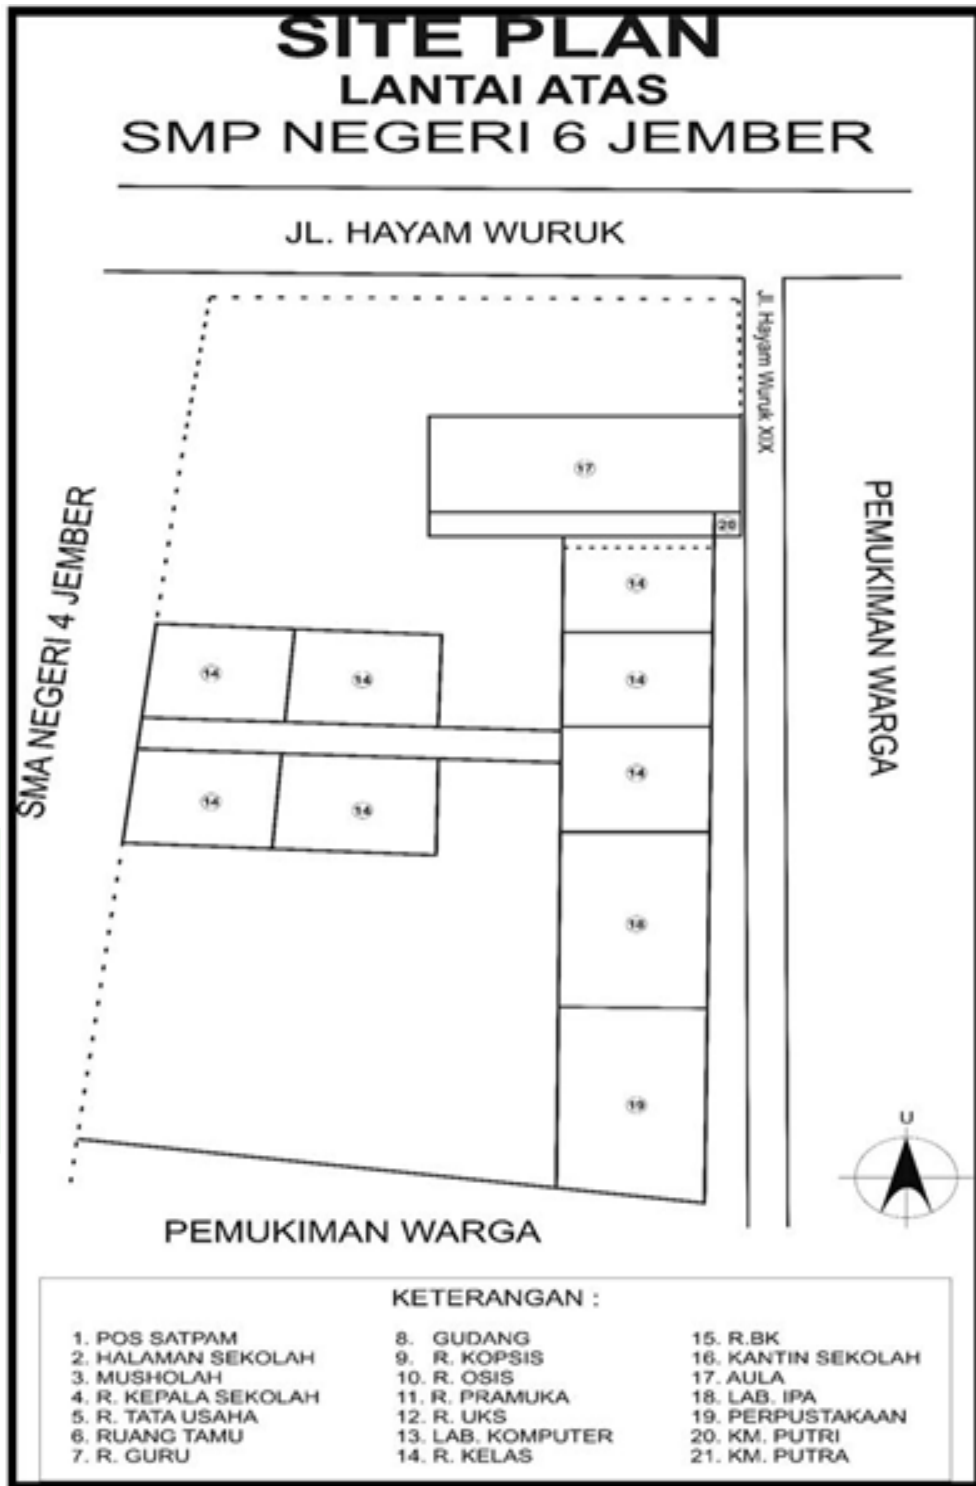 SITE PLAN
LANTAI ATAS
SMP NEGERI 6 JEMBER
JL. HAYAM WURUK
Jl. Hayam Wuruk XIX
17
20
14
PEMUKIMAN WARGA
SMA NEGERI 4 JEMBER
14
14
14
14
14
14
18
19
U
PEMUKIMAN WARGA
KETERANGAN :
1. POS SATPAM
2. HALAMAN SEKOLAH
3. MUSHOLAH
4. R. KEPALA SEKOLAH
5. R. TATA USAHA
6. RUANG TAMU
7. R. GURU
8. GUDANG
9. R. KOPSIS
10. R. OSIS
11. R. PRAMUKA
12. R. UKS
13. LAB. KOMPUTER
14. R. KELAS
15. R.BK
16. KANTIN SEKOLAH
17. AULA
18. LAB. IPA
19. PERPUSTAKAAN
20. KM. PUTRI
21. KM. PUTRA